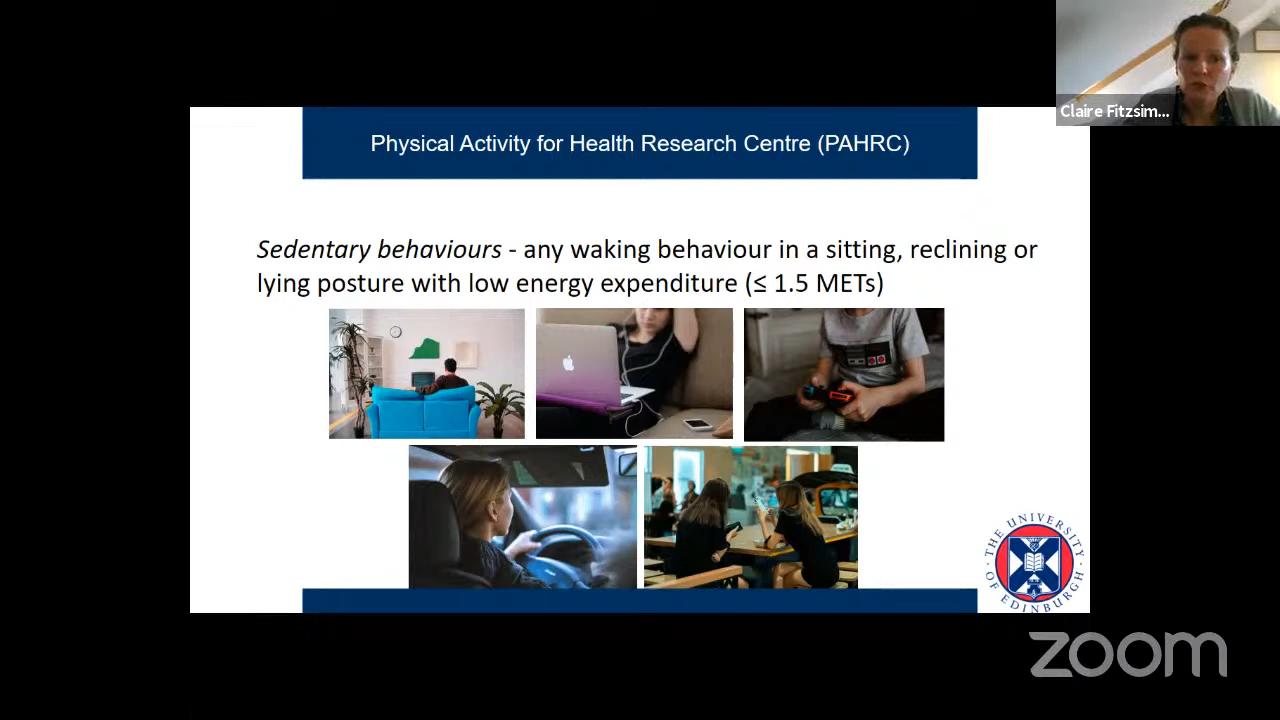 Claire Fitzsim...
Physical Activity for Health Research Centre (PAHRC)
Sedentary behaviours - any waking behaviour in a sitting, reclining or
lying posture with low energy expenditure (≤ 1.5 METs)
THE UNIVERSITY
OF EDINBURGH
zoom